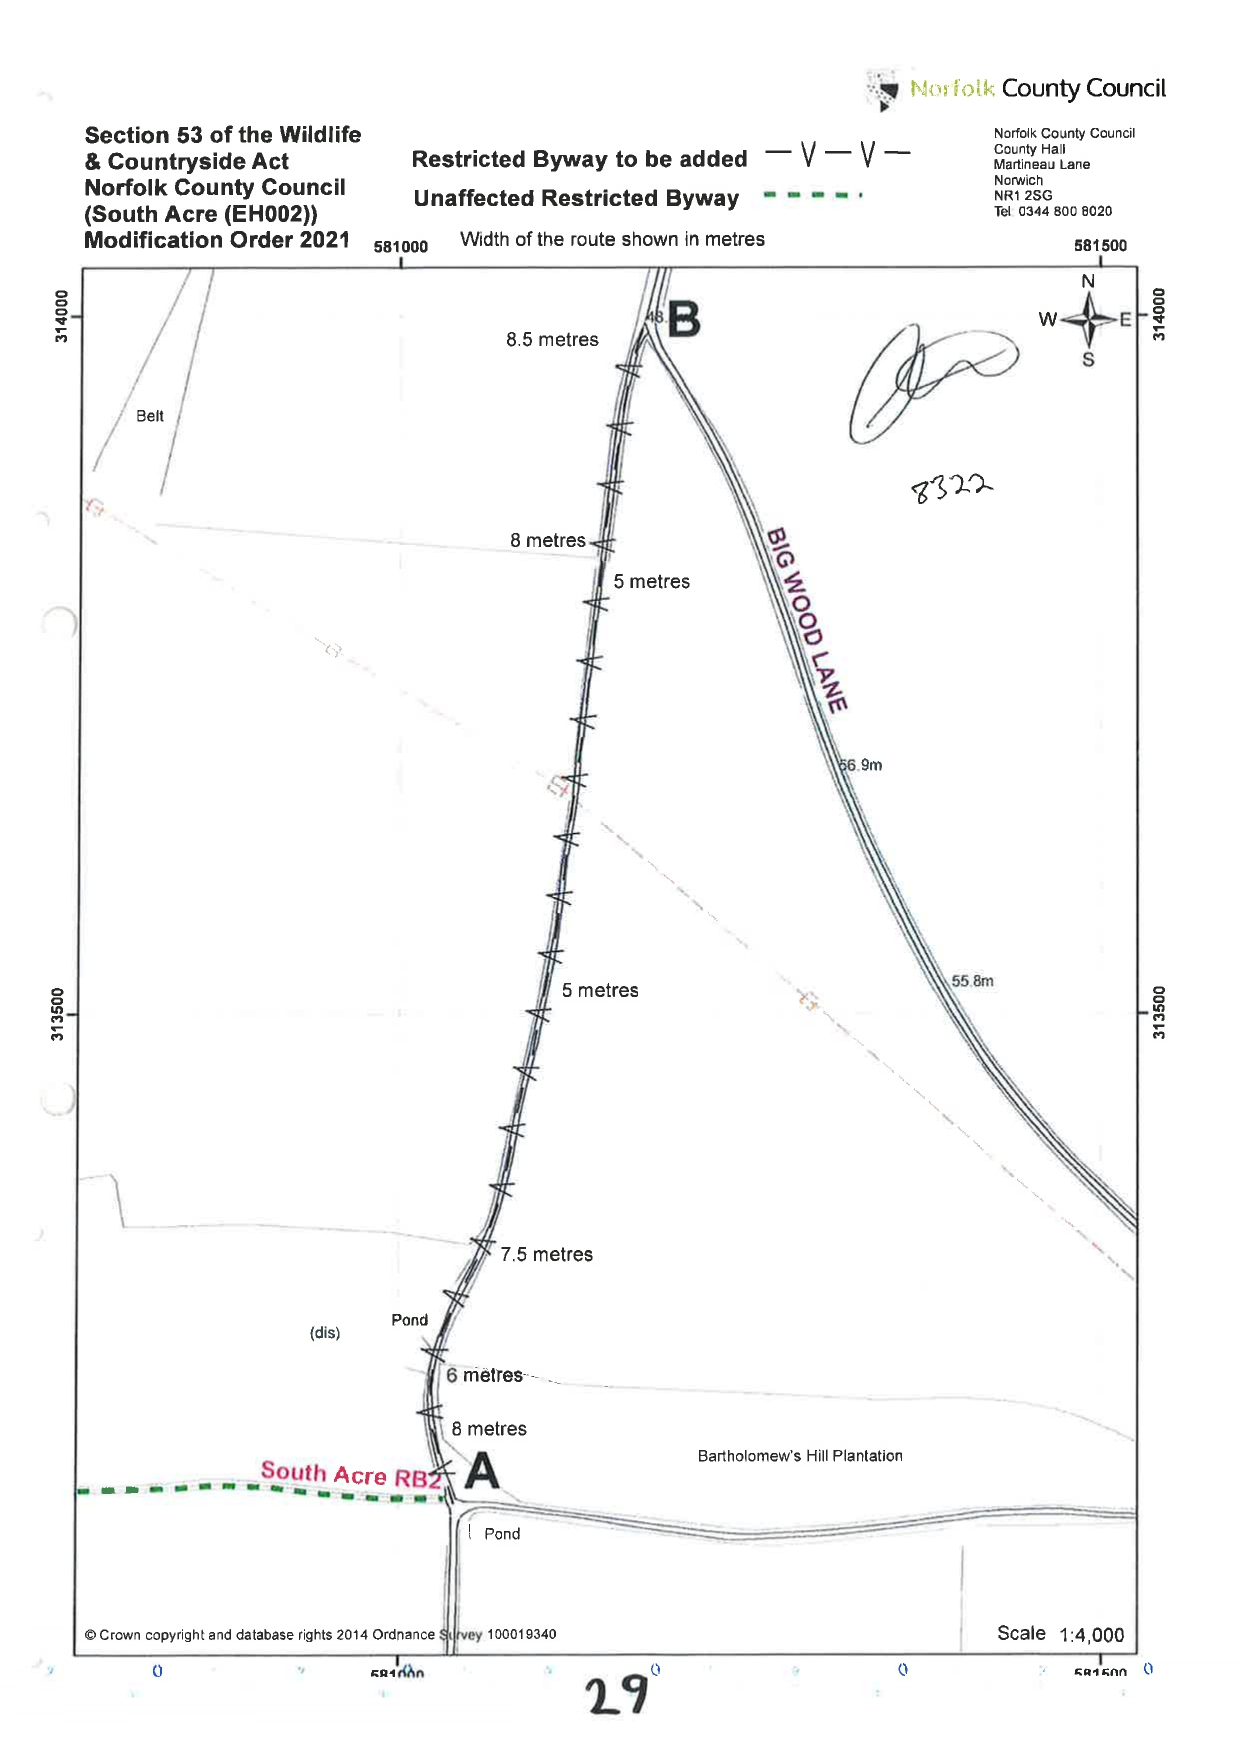 Norfolk County Council
Section 53 of the Wildlife
& Countryside Act
Norfolk County Council
(South Acre (EH002))
Modification Order 2021
Restricted Byway to be added
Unaffected Restricted Byway
Width of the route shown in metres
Norfolk County Council
County Hall
Martineau Lane
Norwich
NR1 2SG
Tel: 0344 800 8020
581000
581500
314000
314000
N
W
E
S
B
8.5 metres
Belt
8322
8 metres
5 metres
BIG WOOD LANE
56.9m
55.8m
5 metres
313500
313500
7.5 metres
Pond
(dis)
6 metres
8 metres
Bartholomew's Hill Plantation
South Acre RB2
A
Pond
© Crown copyright and database rights 2014 Ordnance Survey 100019340
Scale 1:4,000
581000
581500
29